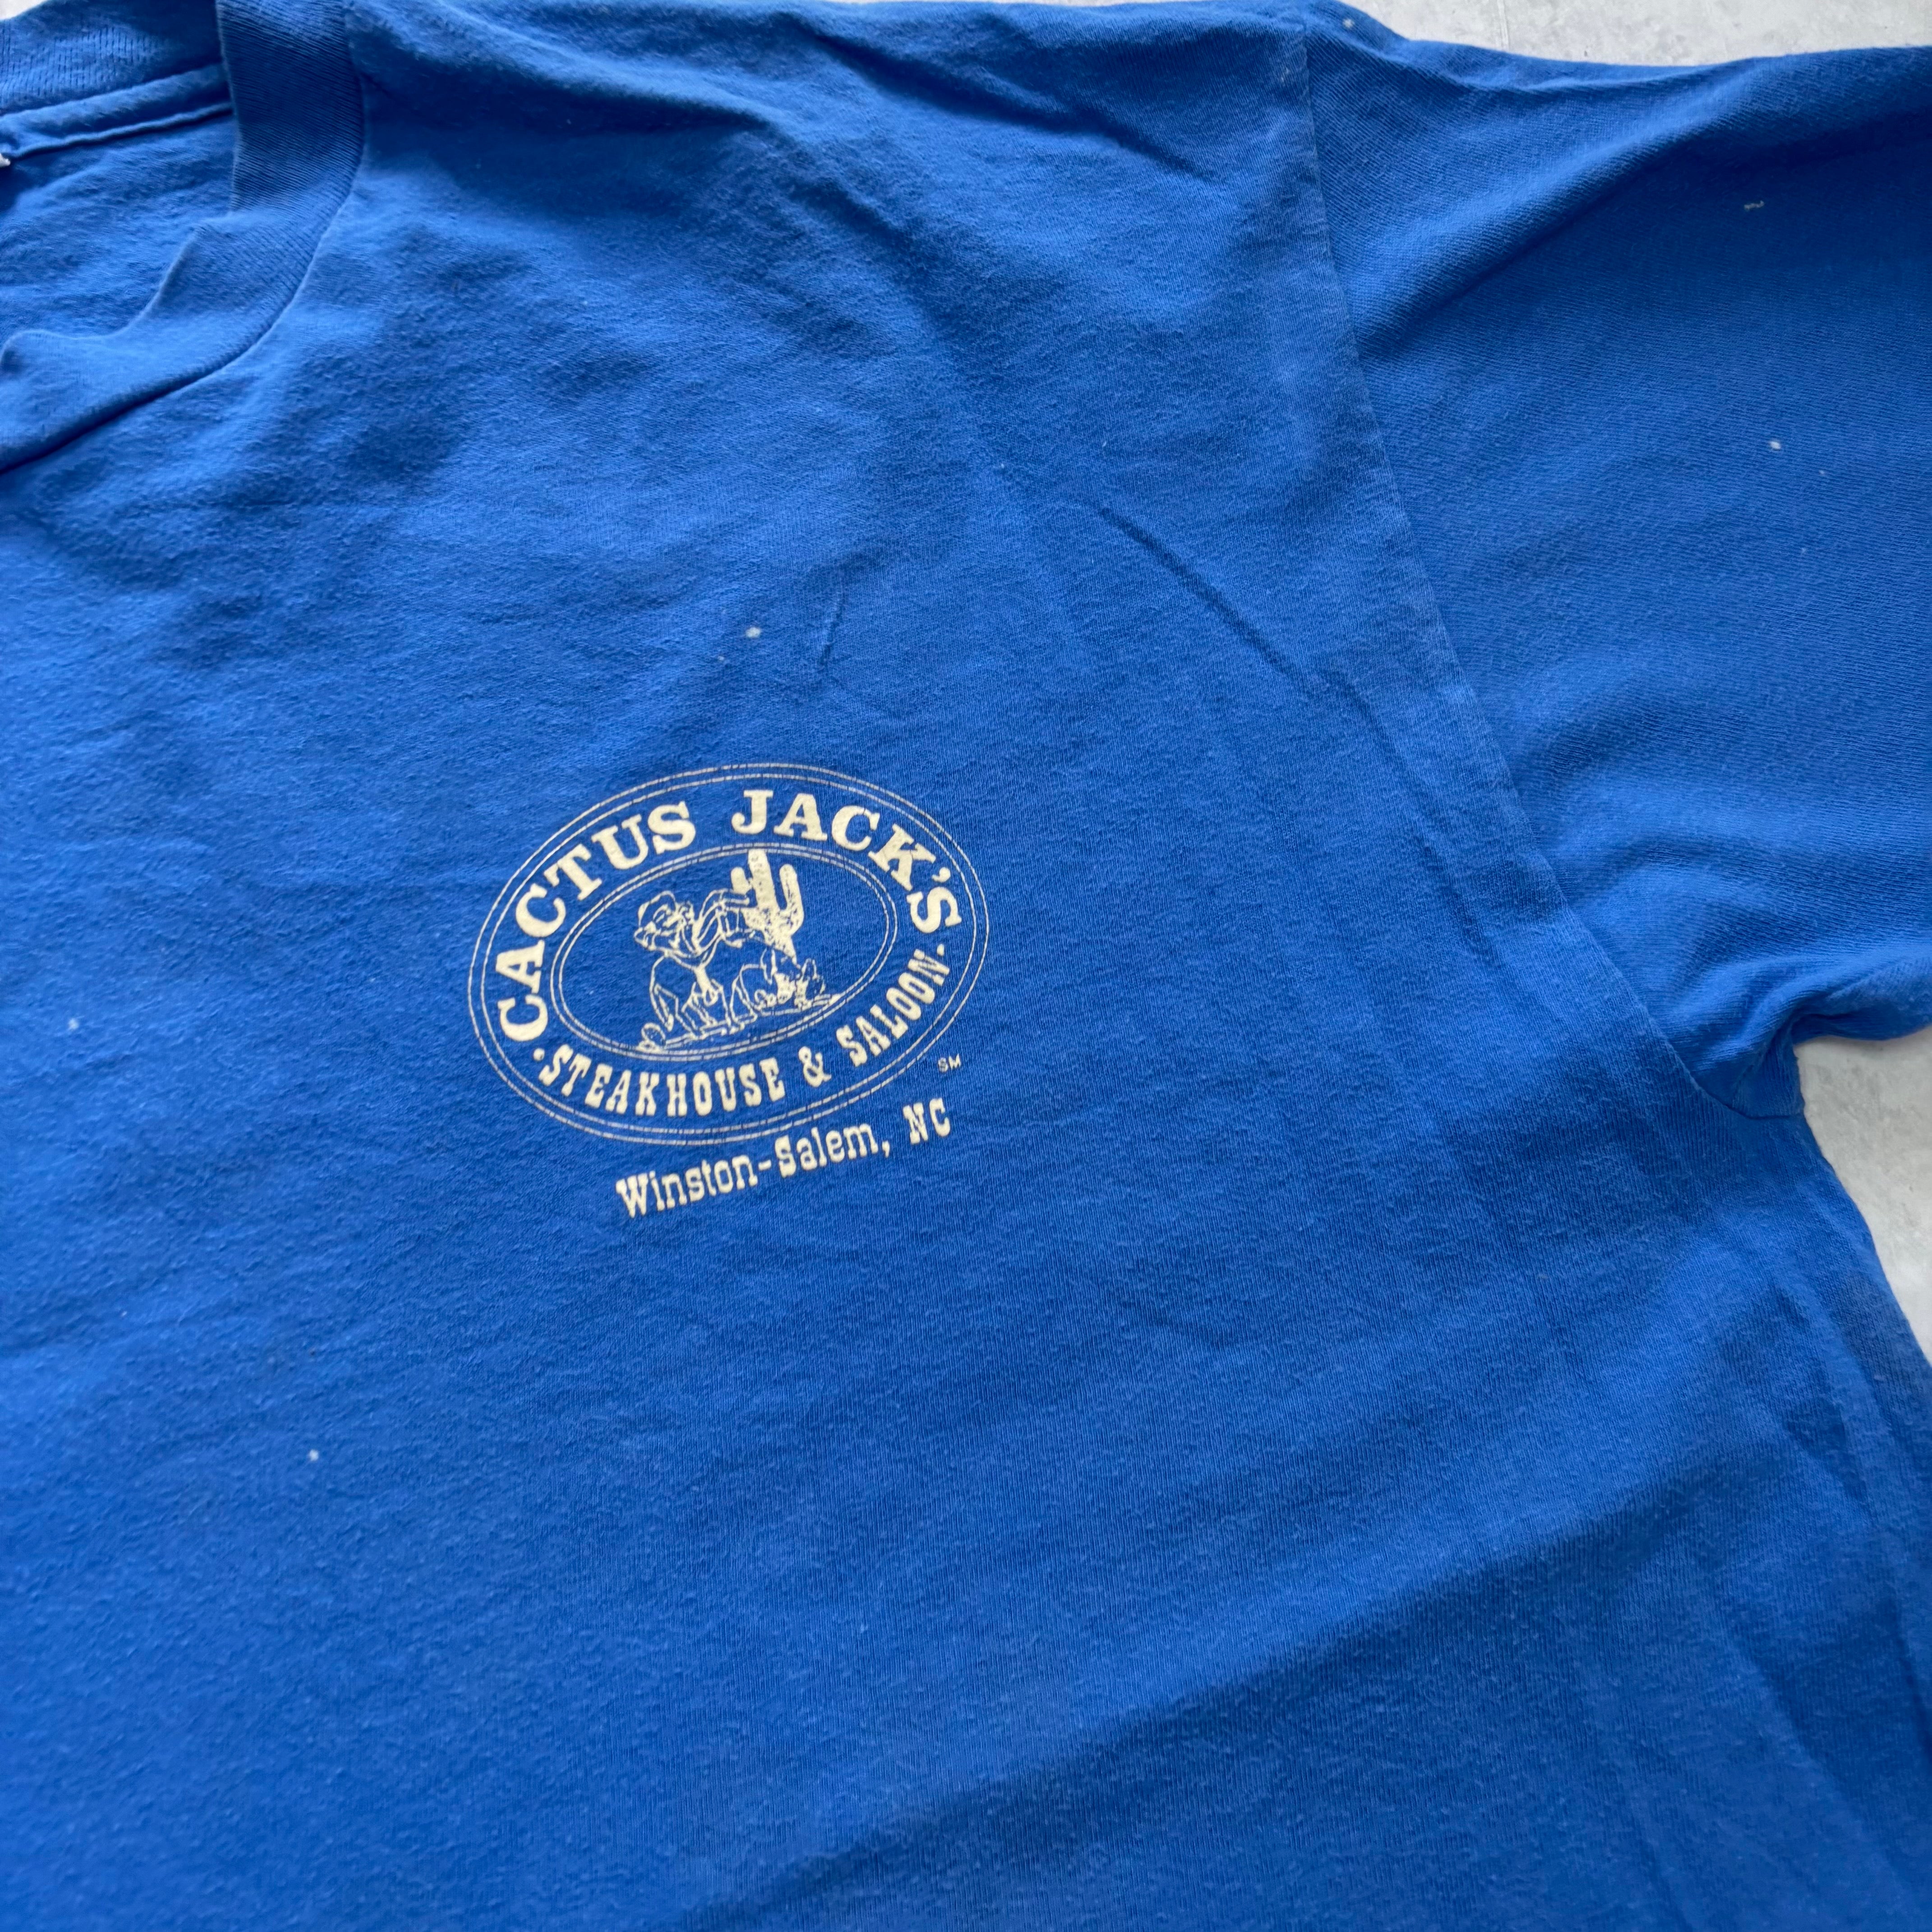 CACTUS JACK'S
·STEAKHOUSE & SALOON·
SM
Winston-Salem, NC